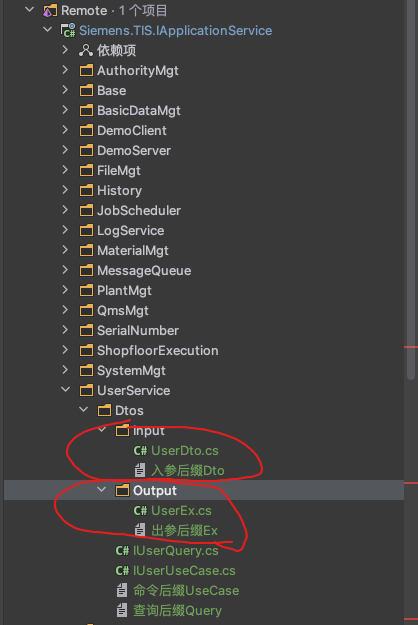 Remote · 1 个项目
Siemens.TIS.IApplicationService
依赖项
AuthorityMgt
Base
BasicDataMgt
DemoClient
DemoServer
FileMgt
History
JobScheduler
LogService
MaterialMgt
MessageQueue
PlantMgt
QmsMgt
SerialNumber
ShopfloorExecution
SystemMgt
UserService
Dtos
Input
C# UserDto.cs
入参后缀Dto
Output
C# UserEx.cs
出参后缀Ex
C# IUserQuery.cs
C# IUserUseCase.cs
命令后缀UseCase
查询后缀Query